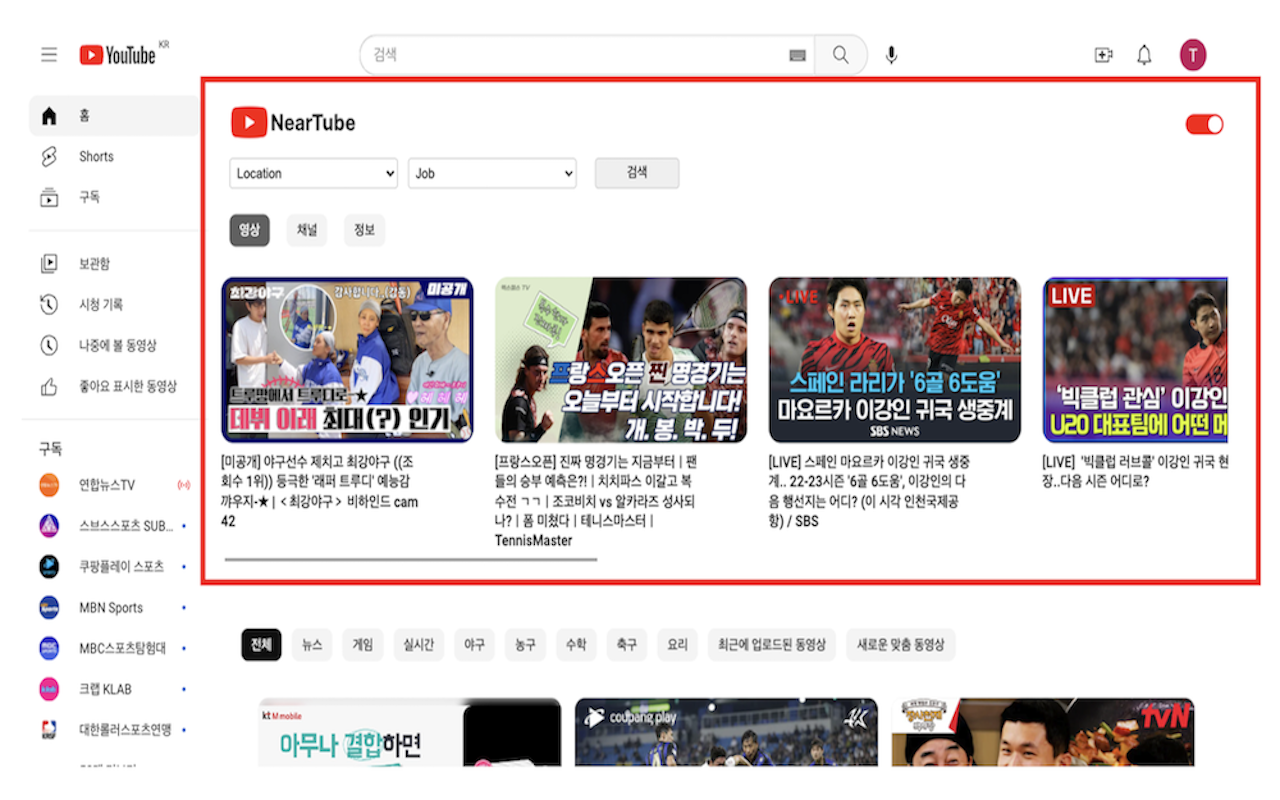 YouTube KR
검색
T
홈
Shorts
구독
보관함
시청 기록
나중에 볼 동영상
좋아요 표시한 동영상
구독
연합뉴스TV
스브스스포츠 SUB...
쿠팡플레이 스포츠
MBN Sports
MBC스포츠탐험대
크랩 KLAB
대한롤러스포츠연맹
NearTube
Location
Job
검색
영상
채널
정보
최강야구
감사합니다..(감동)
미공개
트루맘에서 트루디로 ★
데뷔 이래 최대(?) 인기
[미공개] 야구선수 제치고 최강야구 ((조
회수 1위)) 등극한 '래퍼 트루디' 예능감
꺄우지-★ | < 최강야구 > 비하인드 cam
42
프랑스오픈 찐 명경기는
오늘부터 시작합니다!
개. 봉. 박. 두!
[프랑스오픈] 진짜 명경기는 지금부터 | 팬
들의 승부 예측은?! | 치치파스 이갈고 복
수전 ㄱㄱ | 조코비치 vs 알카라즈 성사되
나? | 폼 미쳤다 | 테니스마스터 |
TennisMaster
LIVE
스페인 라리가 '6골 6도움'
마요르카 이강인 귀국 생중계
SBS NEWS
[LIVE] 스페인 마요르카 이강인 귀국 생중
계.. 22-23시즌 '6골 6도움', 이강인의 다
음 행선지는 어디? (이 시각 인천국제공
항) / SBS
LIVE
'빅클럽 관심' 이강인
U20 대표팀에 어떤 메
[LIVE] '빅클럽 러브콜' 이강인 귀국 현
장..다음 시즌 어디로?
전체
뉴스
게임
실시간
야구
농구
수학
축구
요리
최근에 업로드된 동영상
새로운 맞춤 동영상
kt M mobile
아무나 결합하면
coupang play
tvN